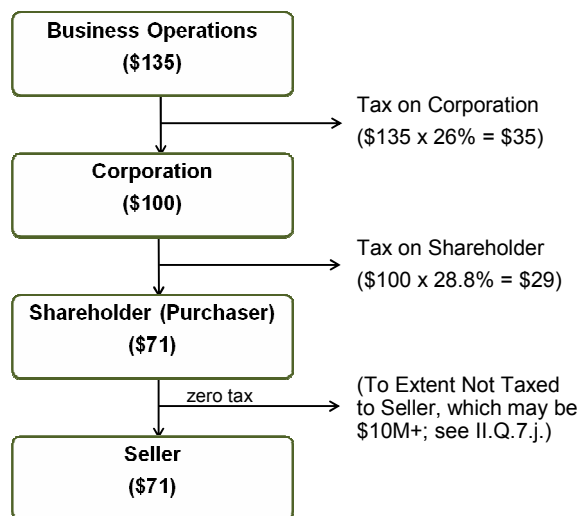 Business Operations
($135)
Tax on Corporation
($135 x 26% = $35)
Corporation
($100)
Tax on Shareholder
($100 x 28.8% = $29)
Shareholder (Purchaser)
($71)
zero tax
(To Extent Not Taxed
to Seller, which may be
$10M+; see II.Q.7.j.)
Seller
($71)